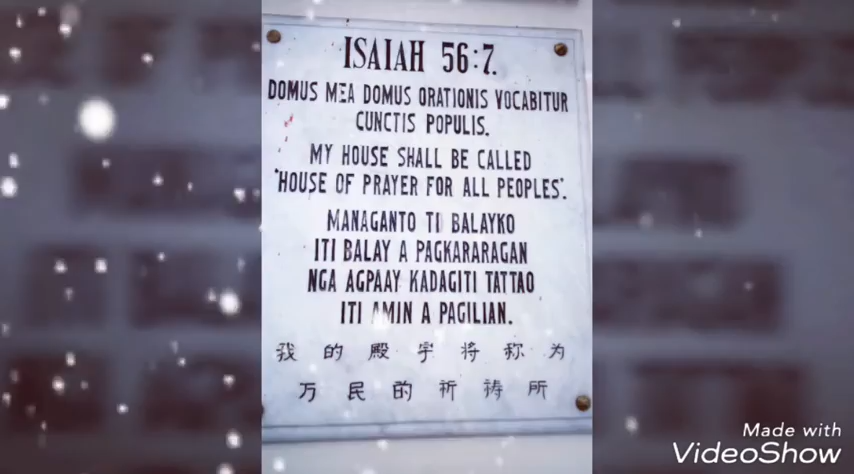 ISAIAH 56:7.
DOMUS MEA DOMUS ORATIONIS VOCABITUR
CUNCTIS POPULIS.
MY HOUSE SHALL BE CALLED
'HOUSE OF PRAYER FOR ALL PEOPLES'.
MANAGANTO TI BALAYKO
ITI BALAY A PAGKARARAGAN
NGA AGPAAY KADAGITI TATTAO
ITI AMIN A PAGILIAN.
我的殿宇将称为
万民的祈祷所
Made with
VideoShow